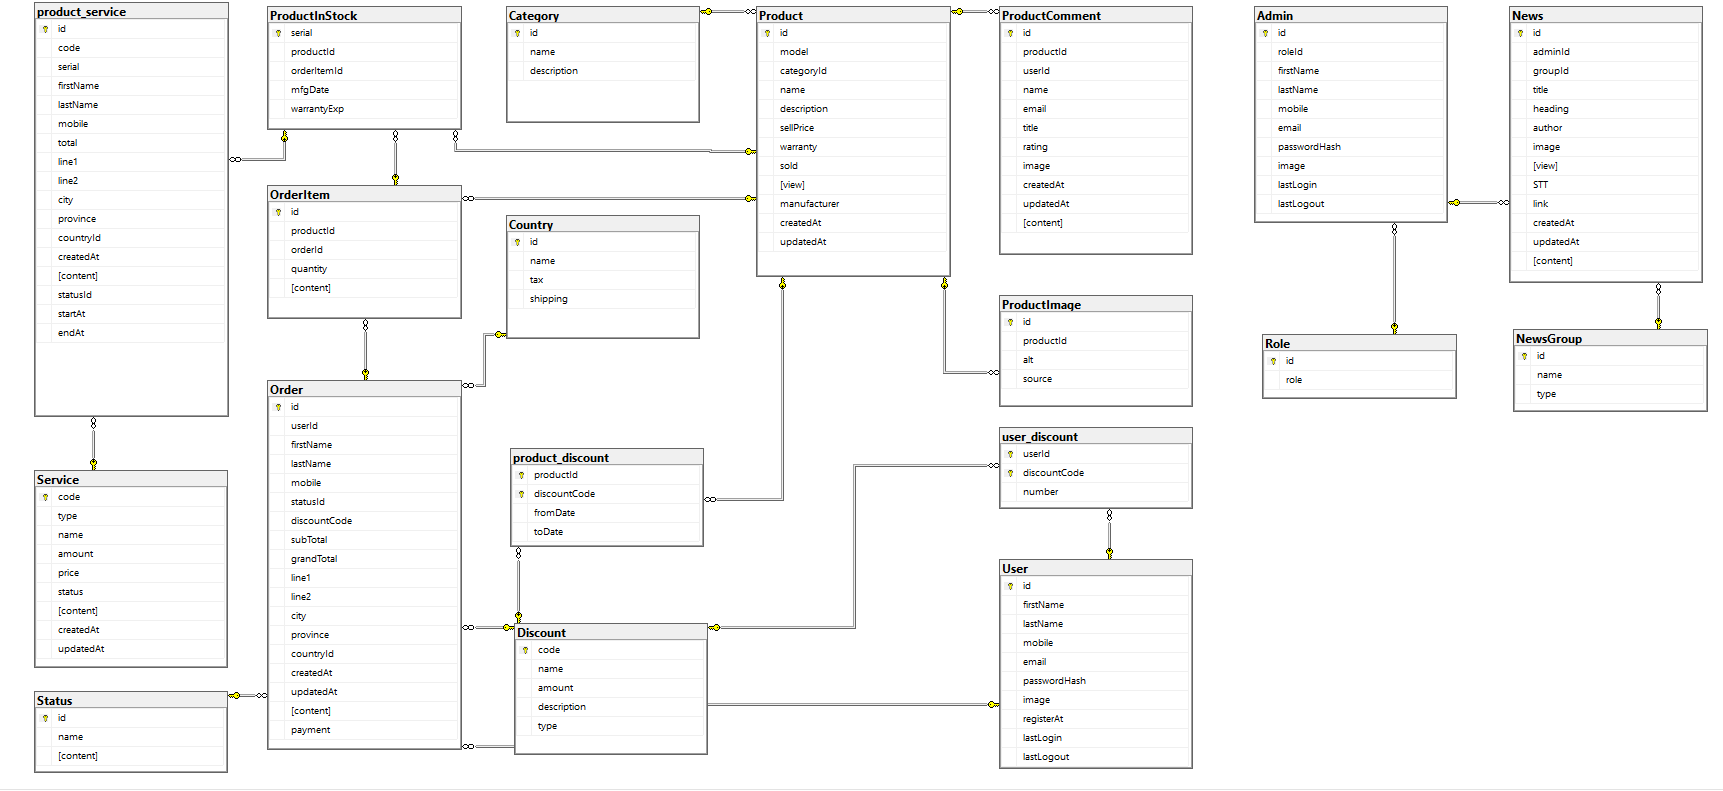 product_service
id
code
serial
firstName
lastName
mobile
total
line1
line2
city
province
countryId
createdAt
[content]
statusId
startAt
endAt
Service
code
type
name
amount
price
status
[content]
createdAt
updatedAt
Status
id
name
[content]
ProductInStock
serial
productId
orderItemId
mfgDate
warrantyExp
OrderItem
id
productId
orderId
quantity
[content]
Order
id
userId
firstName
lastName
mobile
statusId
discountCode
subTotal
grandTotal
line1
line2
city
province
countryId
createdAt
updatedAt
[content]
payment
Category
id
name
description
Country
id
name
tax
shipping
product_discount
productId
discountCode
fromDate
toDate
Discount
code
name
amount
description
type
Product
id
model
categoryId
name
description
sellPrice
warranty
sold
[view]
manufacturer
createdAt
updatedAt
ProductComment
id
productId
userId
name
email
title
rating
image
createdAt
updatedAt
[content]
ProductImage
id
productId
alt
source
user_discount
userId
discountCode
number
User
id
firstName
lastName
mobile
email
passwordHash
image
registerAt
lastLogin
lastLogout
Admin
id
roleId
firstName
lastName
mobile
email
passwordHash
image
lastLogin
lastLogout
Role
id
role
News
id
adminId
groupId
title
heading
author
image
[view]
STT
link
createdAt
updatedAt
[content]
NewsGroup
id
name
type